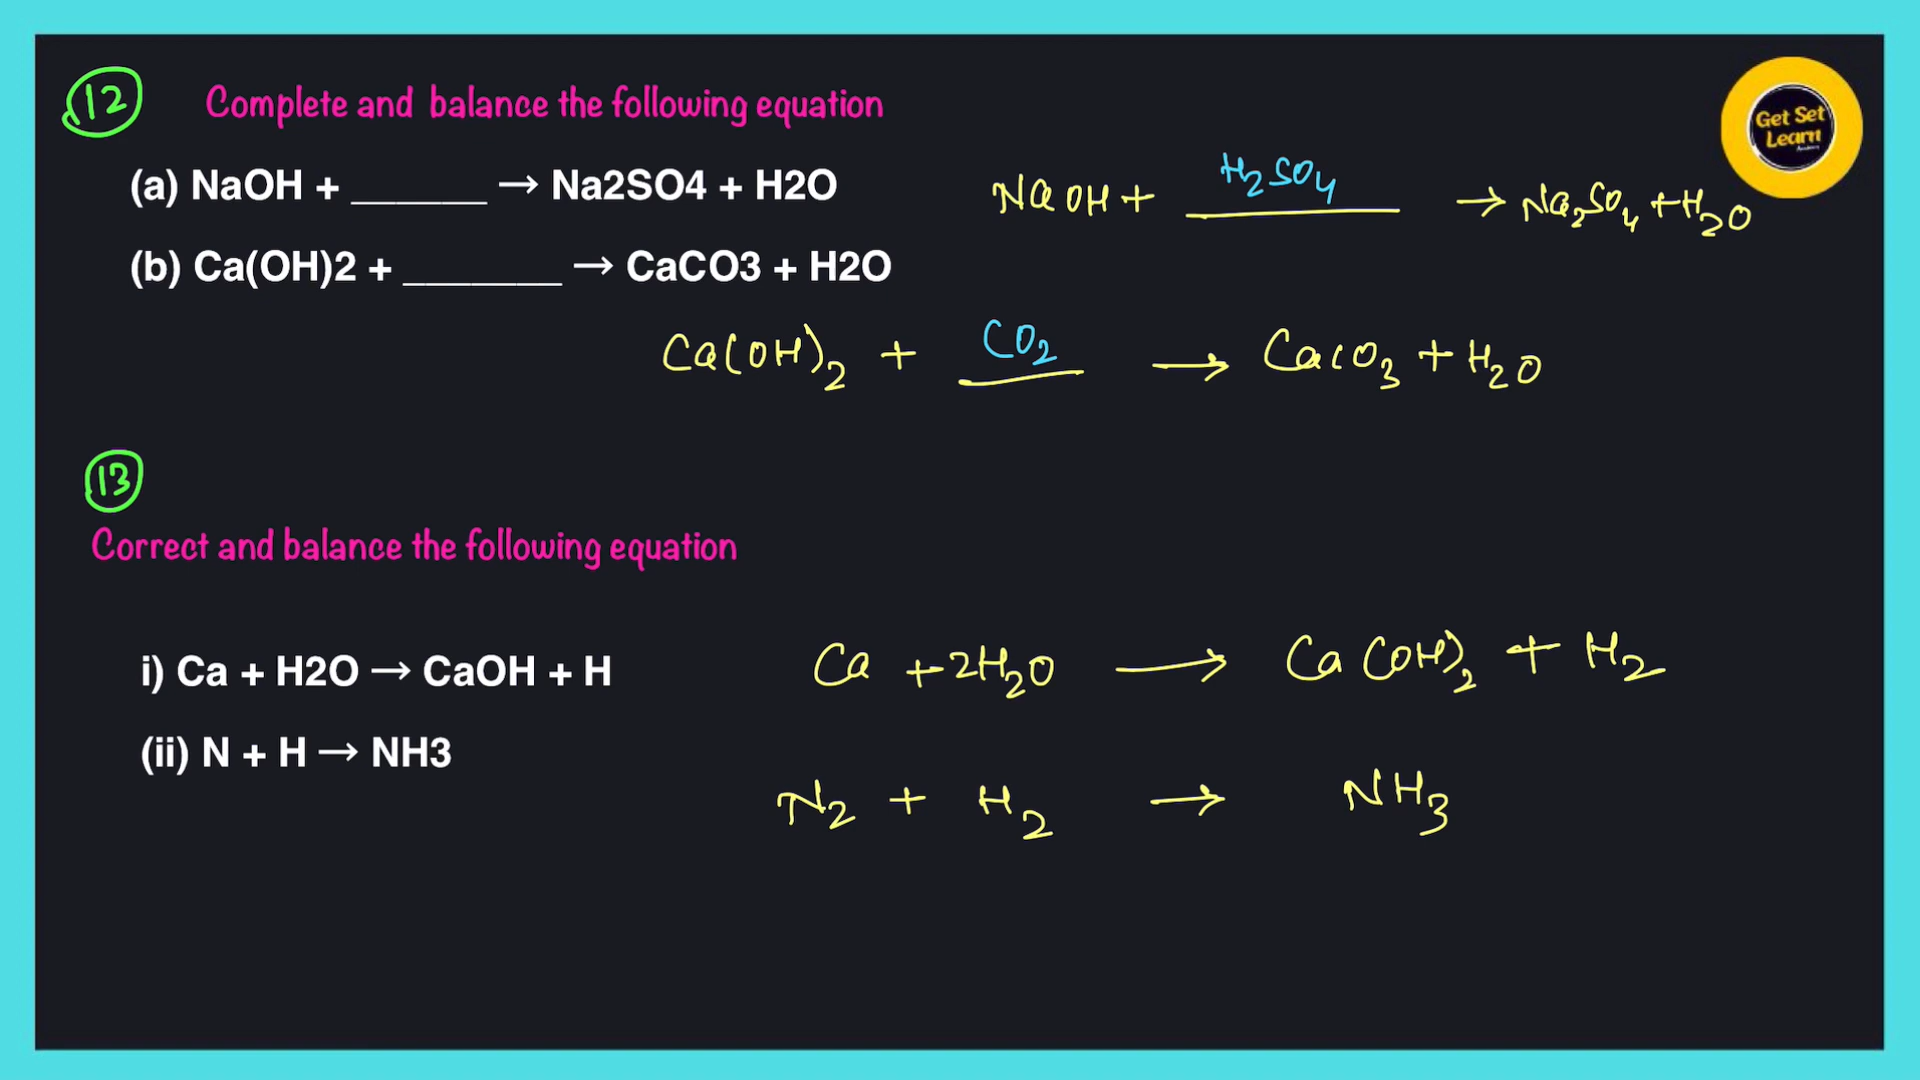 12 Complete and balance the following equation
Get Set
Learn
(a) NaOH + ______ → Na2SO4 + H2O
NaOH + H₂SO₄ → Na₂SO₄ + H₂O
(b) Ca(OH)2 + _______ → CaCO3 + H2O
Ca(OH)₂ + CO₂ → CaCO₃ + H₂O
13
Correct and balance the following equation
i) Ca + H2O → CaOH + H
Ca + 2H₂O → Ca(OH)₂ + H₂
(ii) N + H → NH3
N₂ + H₂ → NH₃